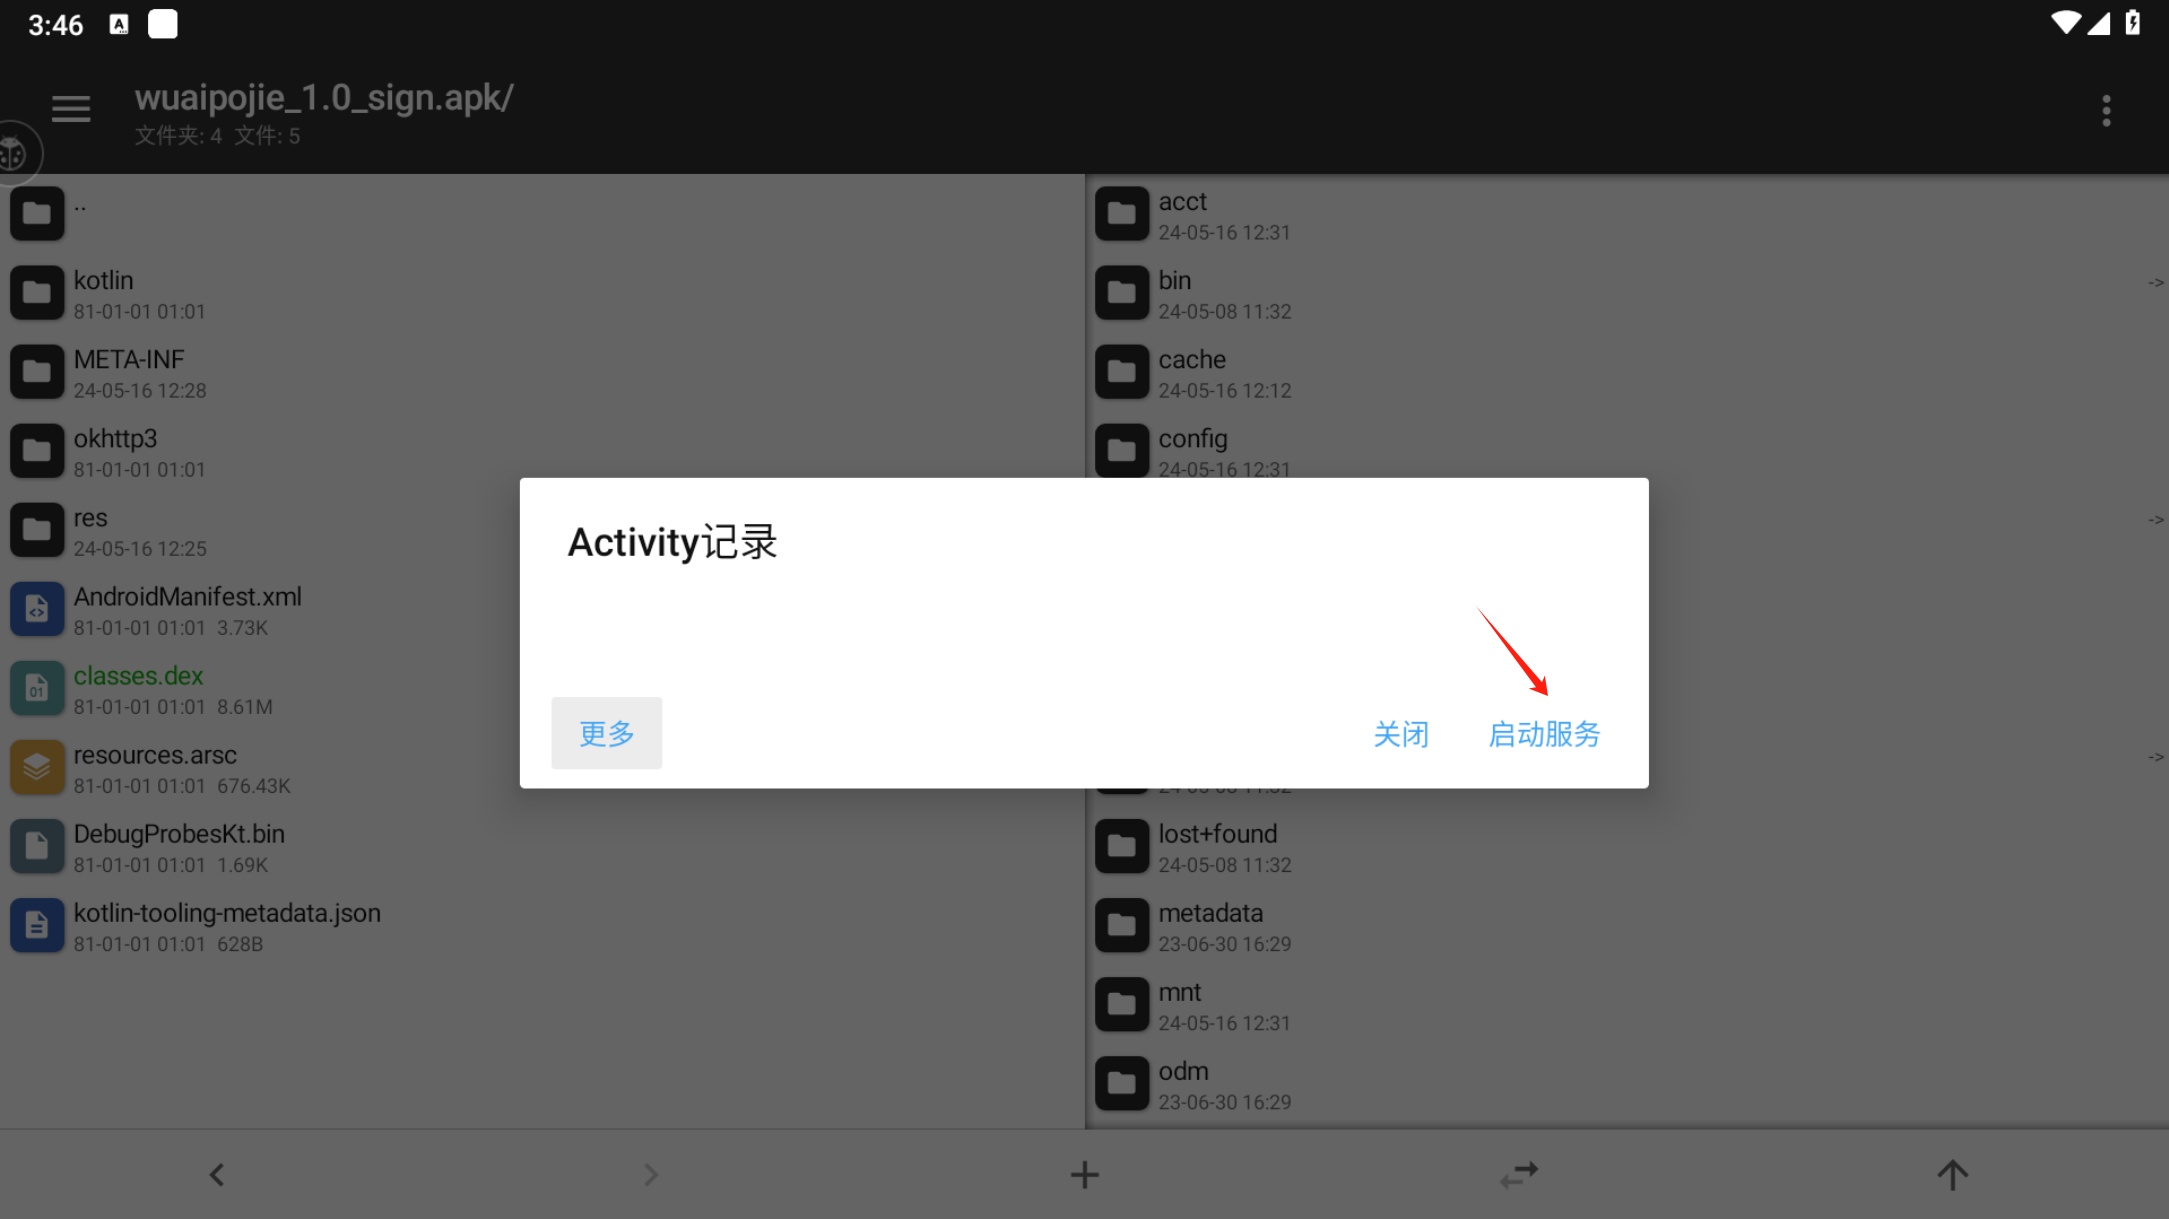 3:46
A
wuaipojie_1.0_sign.apk/
文件夹: 4 文件: 5
..
kotlin
81-01-01 01:01
META-INF
24-05-16 12:28
okhttp3
81-01-01 01:01
res
24-05-16 12:25
AndroidManifest.xml
81-01-01 01:01 3.73K
classes.dex
81-01-01 01:01 8.61M
resources.arsc
81-01-01 01:01 676.43K
DebugProbesKt.bin
81-01-01 01:01 1.69K
kotlin-tooling-metadata.json
81-01-01 01:01 628B
acct
24-05-16 12:31
bin
24-05-08 11:32
->
cache
24-05-16 12:12
config
24-05-16 12:31
->
->
lost+found
24-05-08 11:32
metadata
23-06-30 16:29
mnt
24-05-16 12:31
odm
23-06-30 16:29
Activity记录
更多
关闭
启动服务